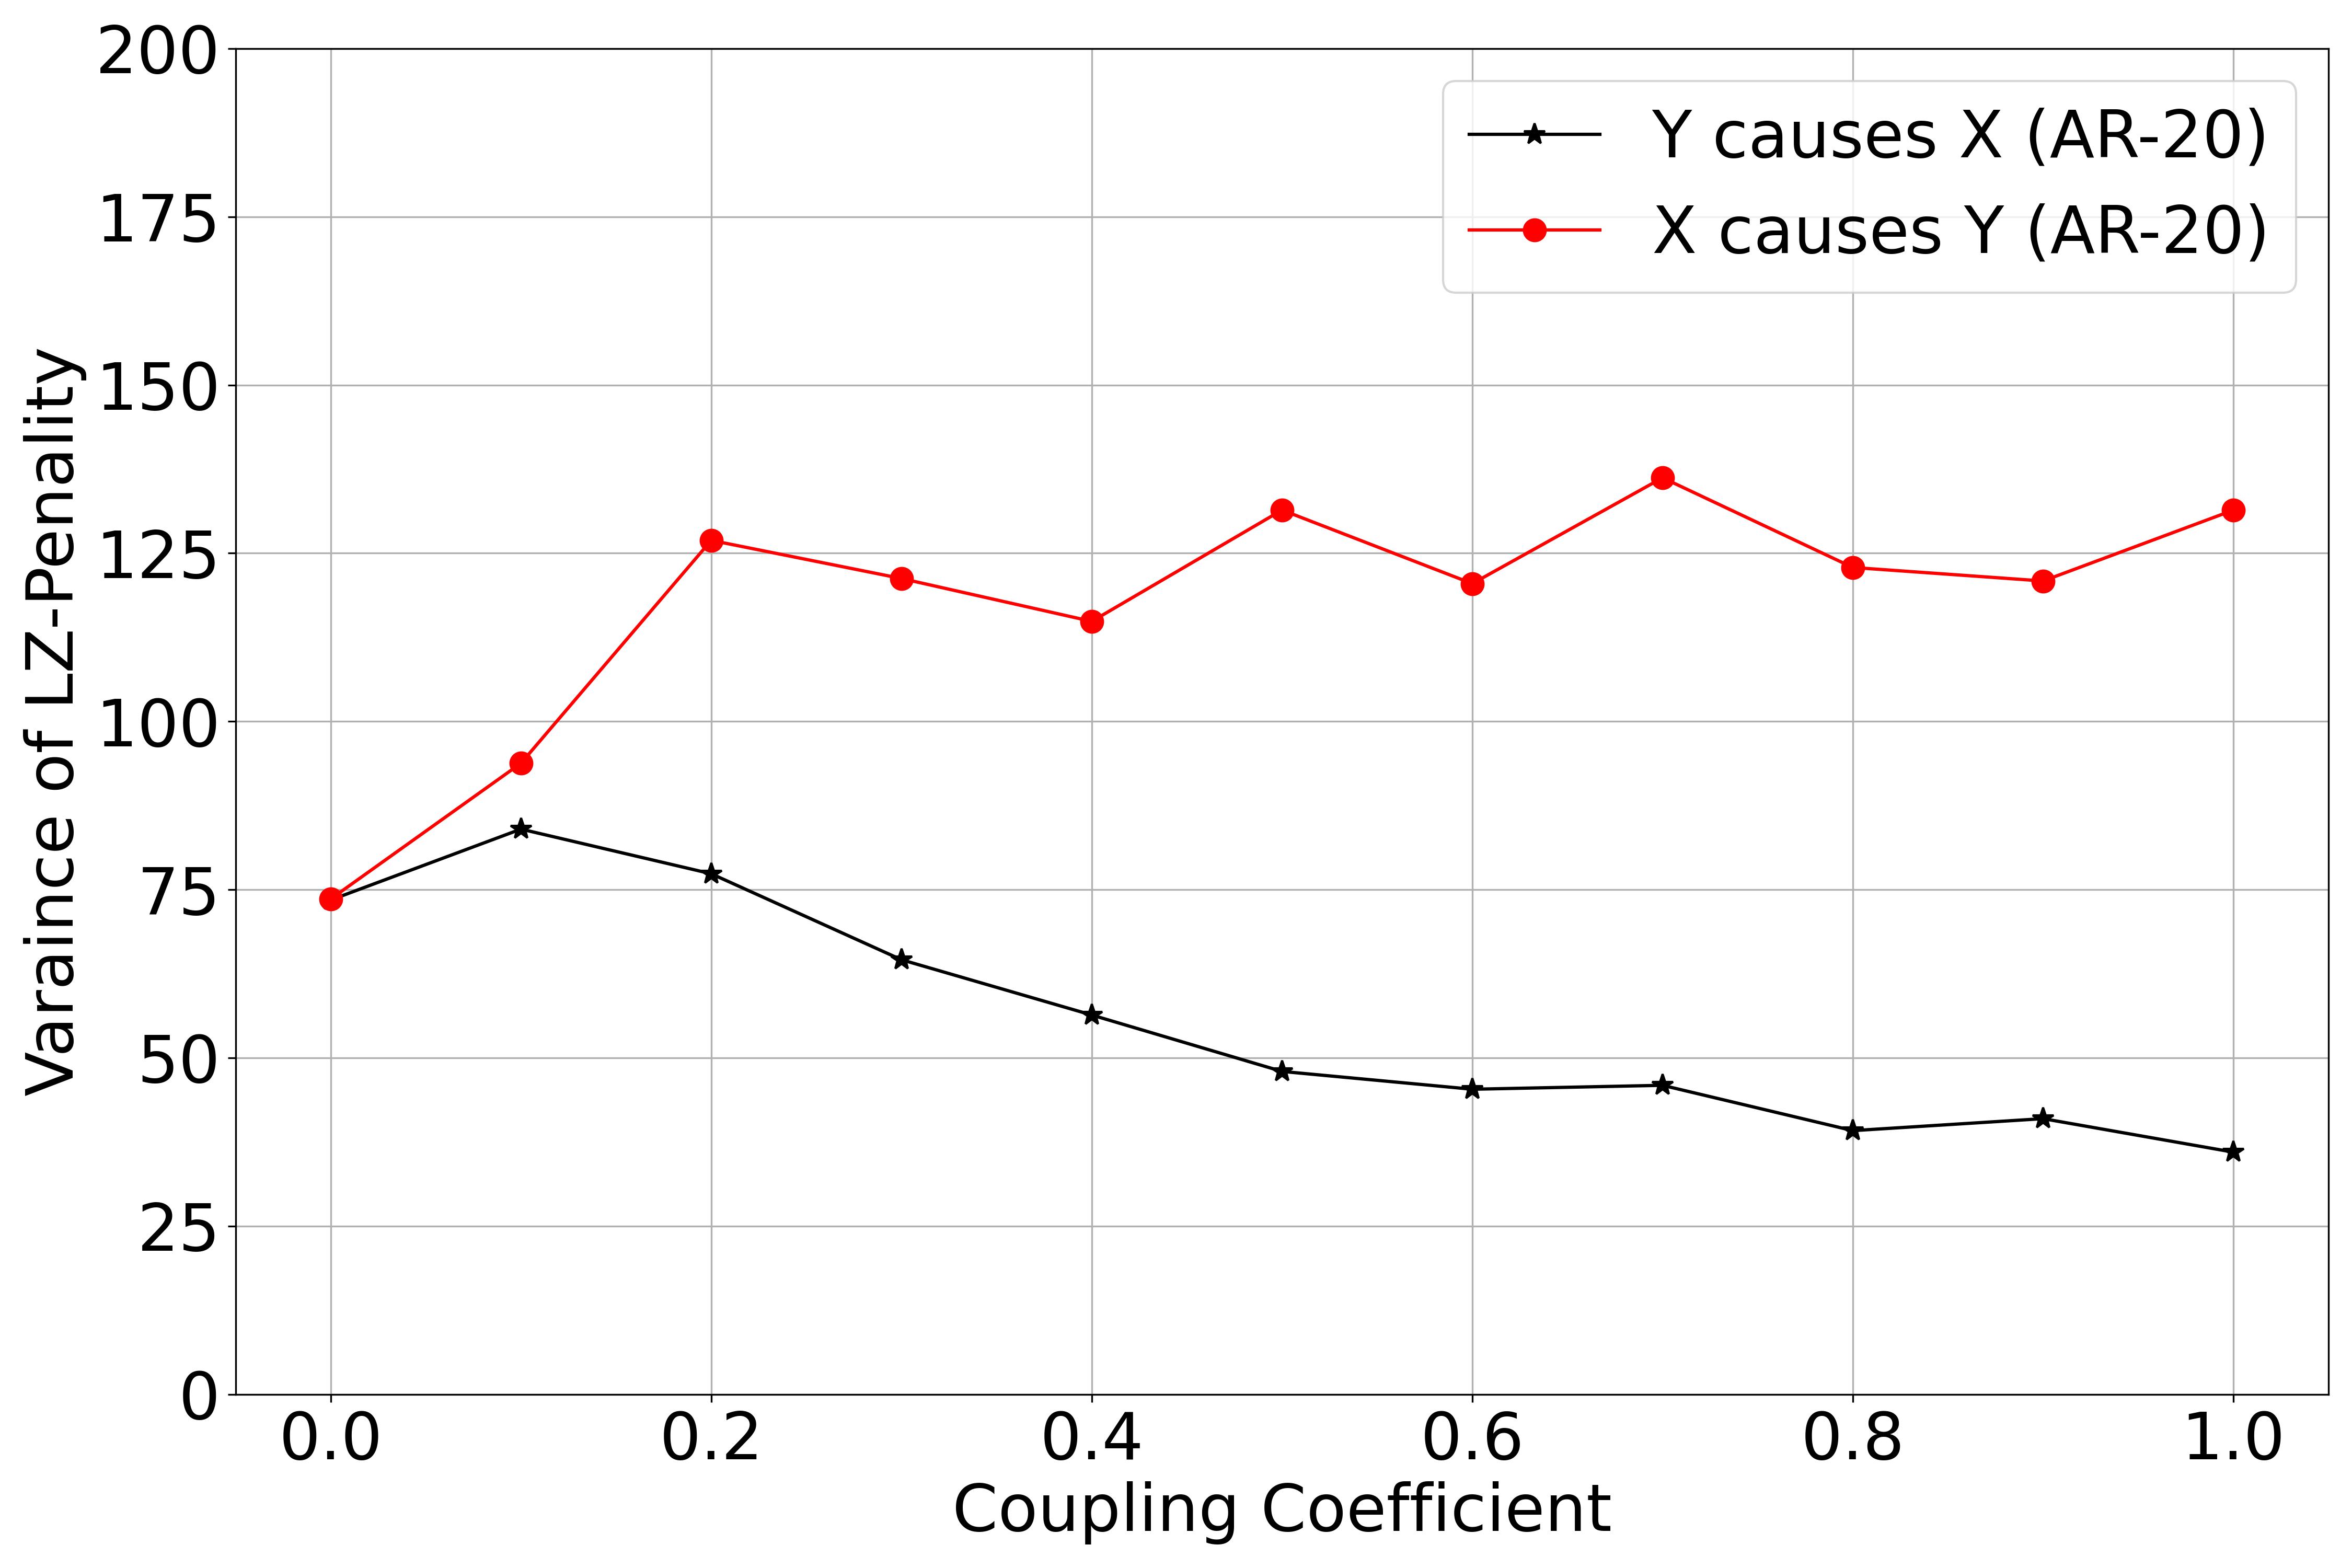 200
175
150
125
100
75
50
25
0
Varaince of LZ-Penality
Y causes X (AR-20)
X causes Y (AR-20)
0.0 0.2 0.4 0.6 0.8 1.0
Coupling Coefficient